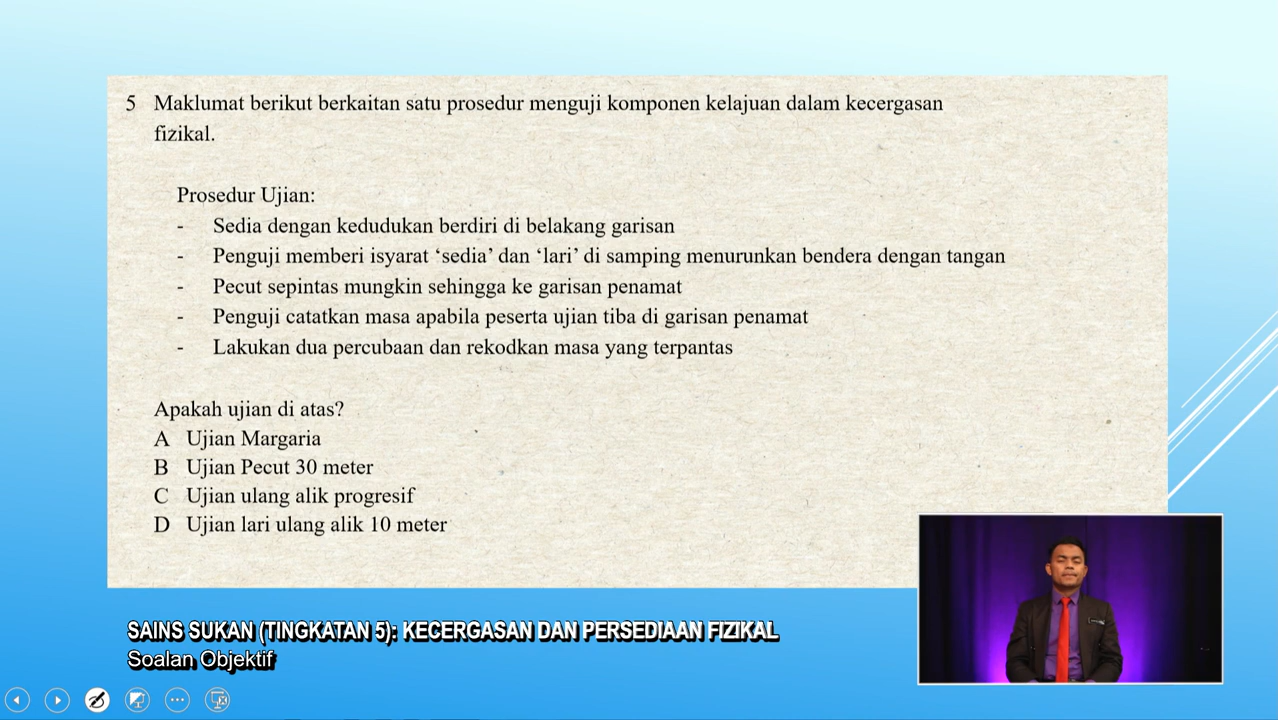 5 Maklumat berikut berkaitan satu prosedur menguji komponen kelajuan dalam kecergasan
fizikal.
Prosedur Ujian:
- Sedia dengan kedudukan berdiri di belakang garisan
- Penguji memberi isyarat ‘sedia’ dan ‘lari’ di samping menurunkan bendera dengan tangan
- Pecut sepintas mungkin sehingga ke garisan penamat
- Penguji catatkan masa apabila peserta ujian tiba di garisan penamat
- Lakukan dua percubaan dan rekodkan masa yang terpantas
Apakah ujian di atas?
A Ujian Margaria
B Ujian Pecut 30 meter
C Ujian ulang alik progresif
D Ujian lari ulang alik 10 meter
SAINS SUKAN (TINGKATAN 5): KECERGASAN DAN PERSEDIAAN FIZIKAL
Soalan Objektif